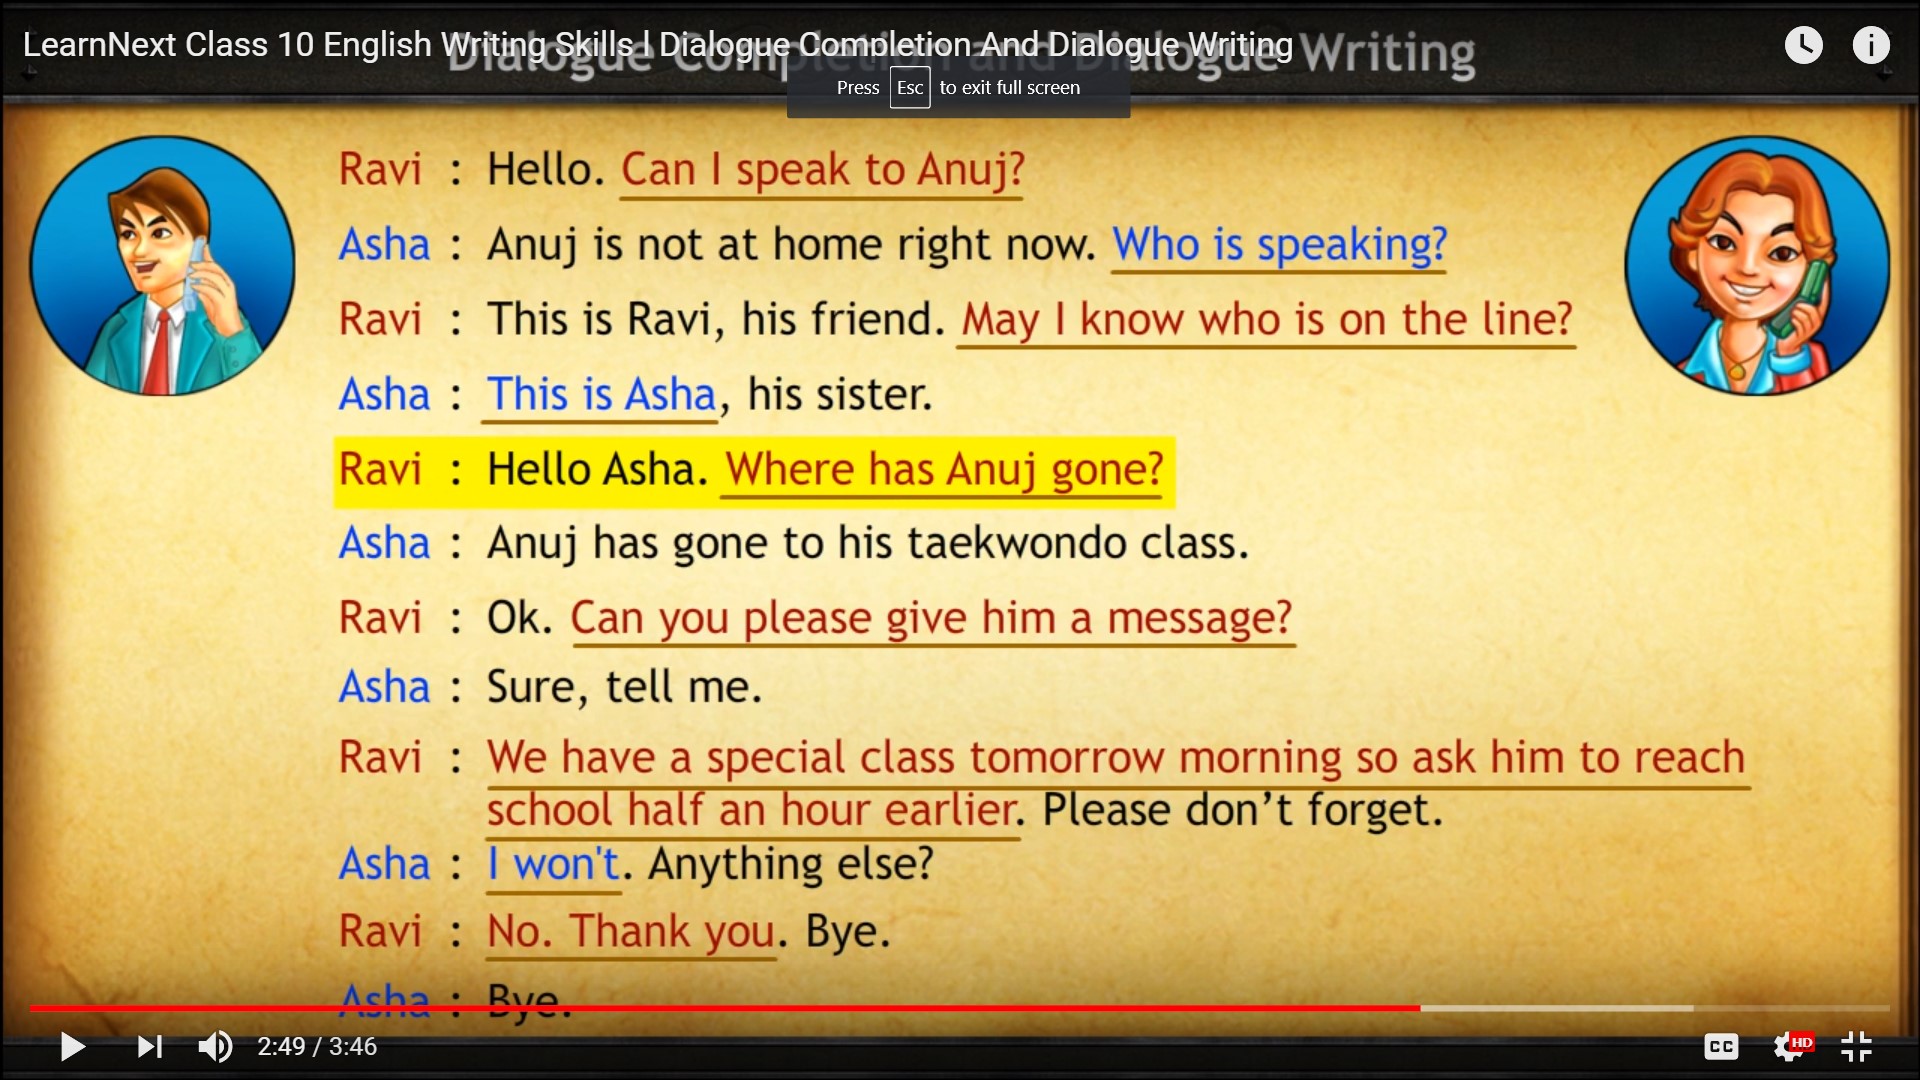 LearnNext Class 10 English Writing Skills l Dialogue Completion And Dialogue Writing
Dialogue Completion and Dialogue Writing
Press Esc to exit full screen
Ravi : Hello. Can I speak to Anuj?
Asha : Anuj is not at home right now. Who is speaking?
Ravi : This is Ravi, his friend. May I know who is on the line?
Asha : This is Asha, his sister.
Ravi : Hello Asha. Where has Anuj gone?
Asha : Anuj has gone to his taekwondo class.
Ravi : Ok. Can you please give him a message?
Asha : Sure, tell me.
Ravi : We have a special class tomorrow morning so ask him to reach
school half an hour earlier. Please don’t forget.
Asha : I won't. Anything else?
Ravi : No. Thank you. Bye.
Asha : Bye.
2:49 / 3:46
CC
HD